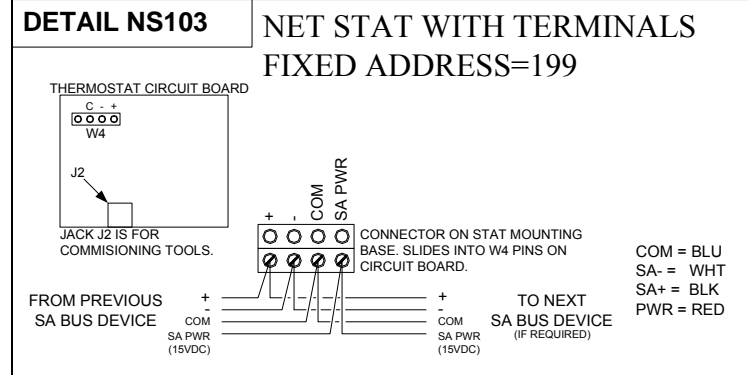 DETAIL NS103
NET STAT WITH TERMINALS
FIXED ADDRESS=199
THERMOSTAT CIRCUIT BOARD
C - +
W4
J2
JACK J2 IS FOR
COMMISIONING TOOLS.
+
-
COM
SA PWR
CONNECTOR ON STAT MOUNTING
BASE. SLIDES INTO W4 PINS ON
CIRCUIT BOARD.
COM = BLU
SA- = WHT
SA+ = BLK
PWR = RED
FROM PREVIOUS
SA BUS DEVICE
+
-
COM
SA PWR
(15VDC)
+
-
COM
SA PWR
(15VDC)
TO NEXT
SA BUS DEVICE
(IF REQUIRED)